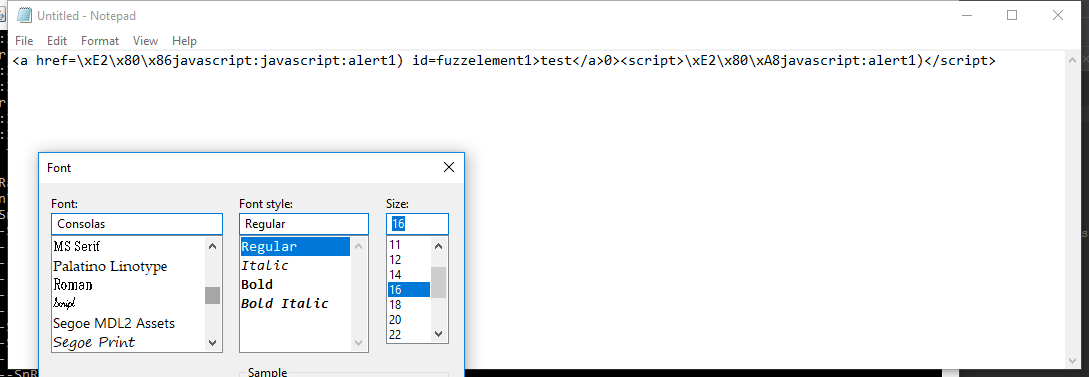 Untitled - Notepad
File Edit Format View Help
<a href=\xE2\x80\x86javascript:javascript:alert1) id=fuzzelement1>test</a>0><script>\xE2\x80\xA8javascript:alert1)</script>
Font
Font: Font style: Size:
Consolas Regular 16
MS Serif
Palatino Linotype
Roman
Script
Segoe MDL2 Assets
Segoe Print
Regular
Italic
Bold
Bold Italic
11
12
14
16
18
20
22
Sample